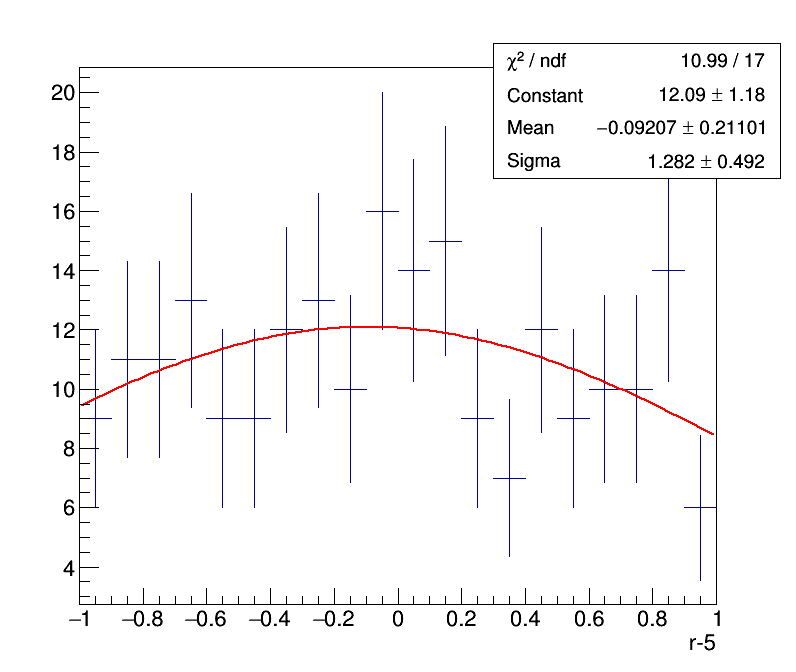 χ² / ndf 10.99 / 17
Constant 12.09 ± 1.18
Mean −0.09207 ± 0.21101
Sigma 1.282 ± 0.492
20
18
16
14
12
10
8
6
4
−1 −0.8 −0.6 −0.4 −0.2 0 0.2 0.4 0.6 0.8 1
r-5